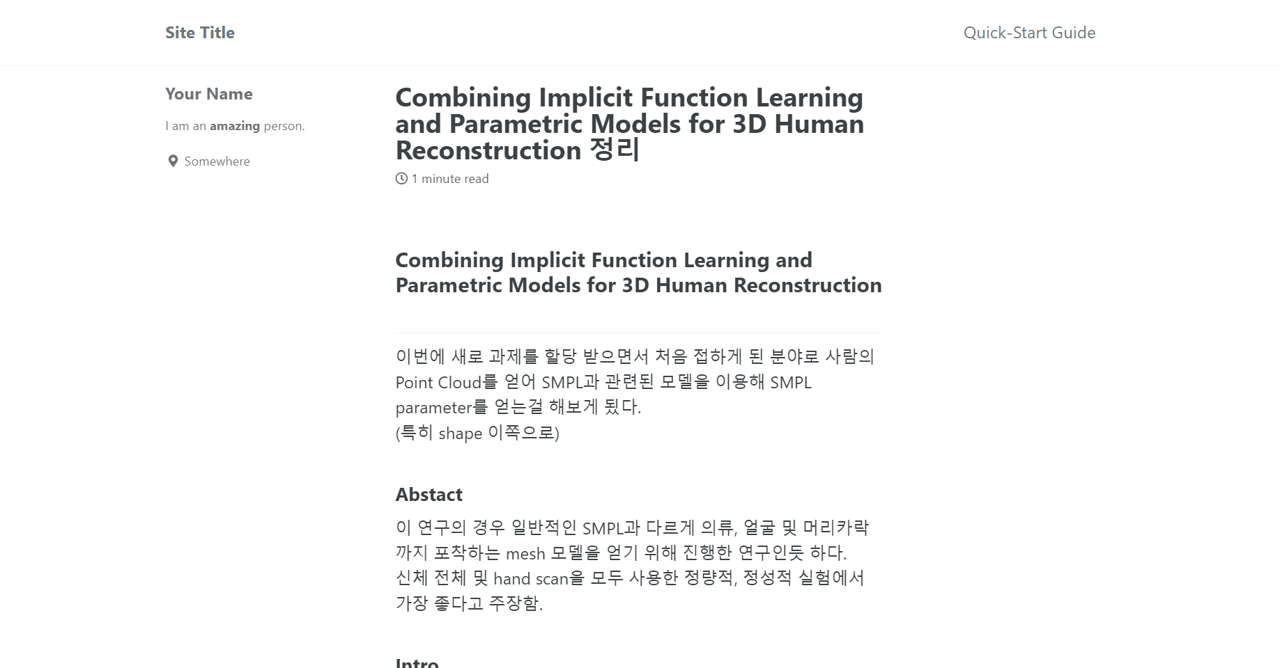 Site Title
Quick-Start Guide
Your Name
I am an amazing person.
Somewhere
Combining Implicit Function Learning
and Parametric Models for 3D Human
Reconstruction 정리
1 minute read
Combining Implicit Function Learning and
Parametric Models for 3D Human Reconstruction
이번에 새로 과제를 할당 받으면서 처음 접하게 된 분야로 사람의
Point Cloud를 얻어 SMPL과 관련된 모델을 이용해 SMPL
parameter를 얻는걸 해보게 됬다.
(특히 shape 이쪽으로)
Abstact
이 연구의 경우 일반적인 SMPL과 다르게 의류, 얼굴 및 머리카락
까지 포착하는 mesh 모델을 얻기 위해 진행한 연구인듯 하다.
신체 전체 및 hand scan을 모두 사용한 정량적, 정성적 실험에서
가장 좋다고 주장함.
Intro